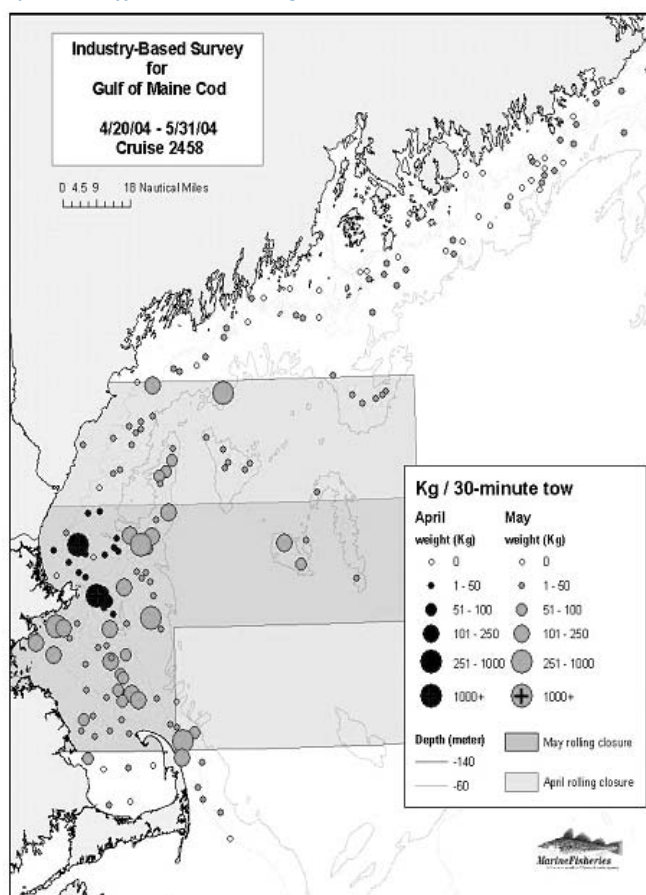 Industry-Based Survey
for
Gulf of Maine Cod
4/20/04 - 5/31/04
Cruise 2458
0 4.5 9 18 Nautical Miles
Kg / 30-minute tow
April May
weight (Kg) weight (Kg)
0 0
1 - 50 1 - 50
51 - 100 51 - 100
101 - 250 101 - 250
251 - 1000 251 - 1000
1000+ 1000+
Depth (meter)
-140
-60
May rolling closure
April rolling closure
MarineFisheries